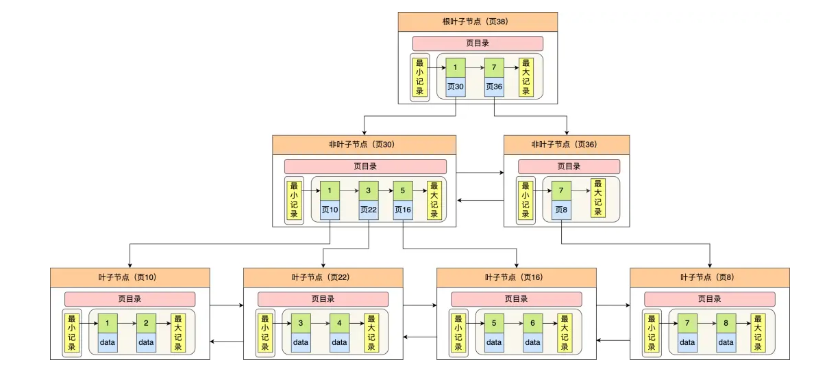 根叶子节点（页38）
页目录
最小记录
1
7
最大记录
页30
页36
非叶子节点（页30）
页目录
最小记录
1
3
5
最大记录
页10
页22
页16
非叶子节点（页36）
页目录
最小记录
7
最大记录
页8
叶子节点（页10）
页目录
最小记录
1
2
最大记录
data
data
叶子节点（页22）
页目录
最小记录
3
4
最大记录
data
data
叶子节点（页16）
页目录
最小记录
5
6
最大记录
data
data
叶子节点（页8）
页目录
最小记录
7
8
最大记录
data
data